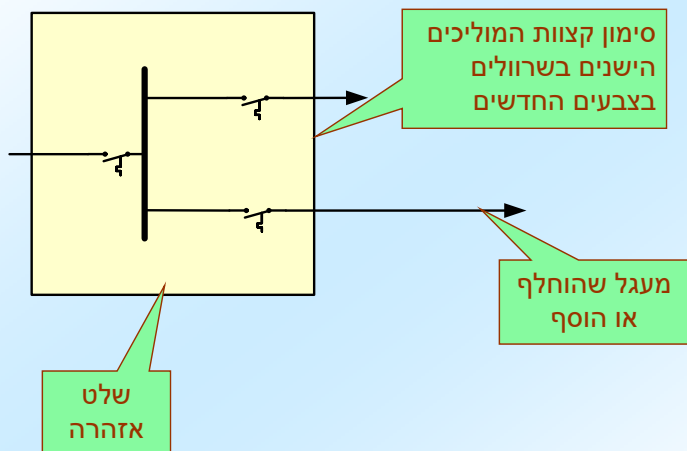 סימון קצוות המוליכים
הישנים בשרוולים
בצבעים החדשים
מעגל שהוחלף
או הוסף
שלט
אזהרה